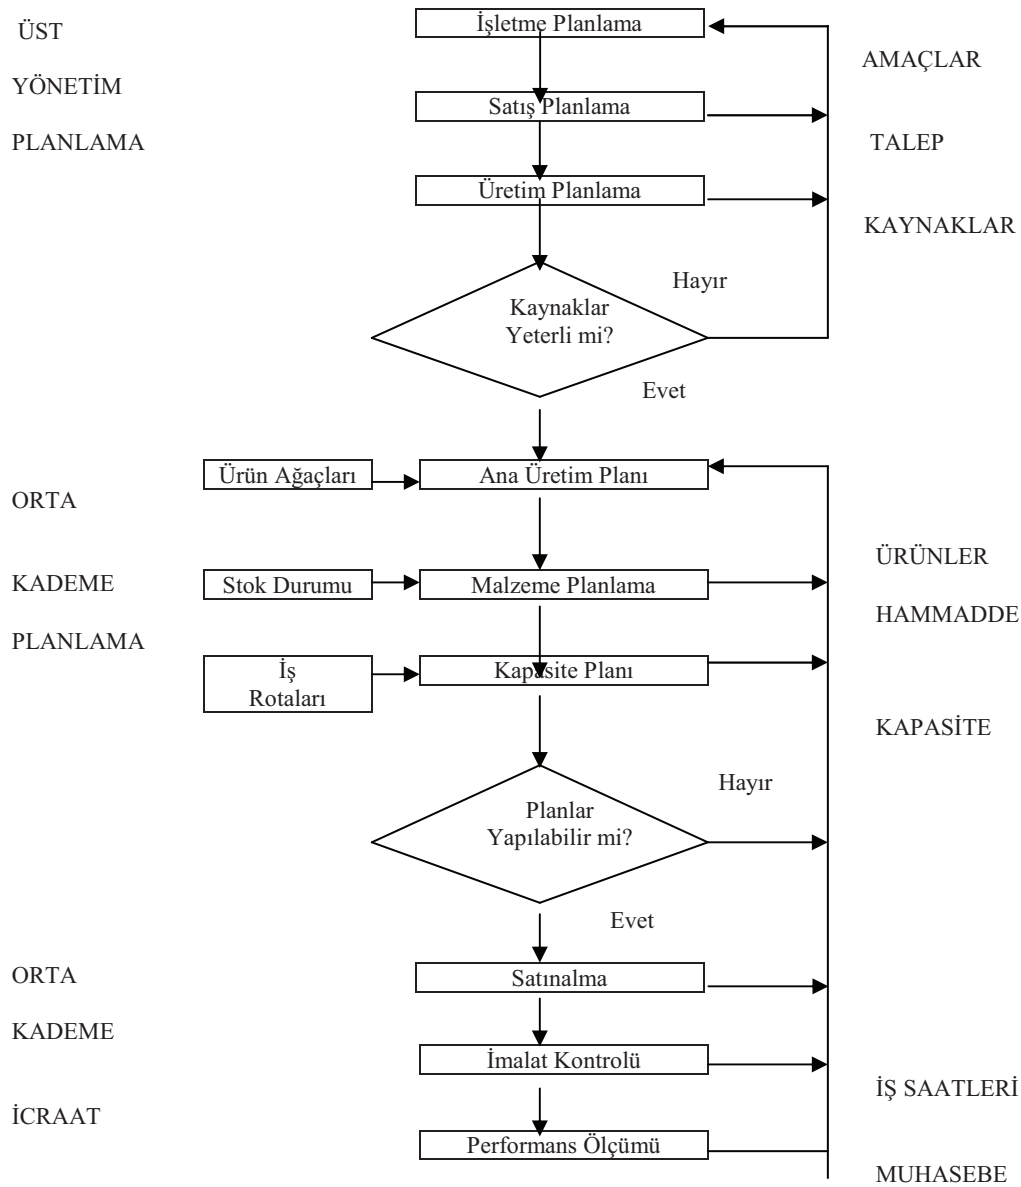 İşletme Planlama
ÜST
AMAÇLAR
YÖNETİM
Satış Planlama
PLANLAMA
TALEP
Üretim Planlama
KAYNAKLAR
Hayır
Kaynaklar
Yeterli mi?
Evet
Ürün Ağaçları
Ana Üretim Planı
ORTA
ÜRÜNLER
KADEME
Stok Durumu
Malzeme Planlama
HAMMADDE
PLANLAMA
İş
Rotaları
Kapasite Planı
KAPASİTE
Hayır
Planlar
Yapılabilir mi?
Evet
ORTA
Satınalma
KADEME
İmalat Kontrolü
İŞ SAATLERİ
İCRAAT
Performans Ölçümü
MUHASEBE